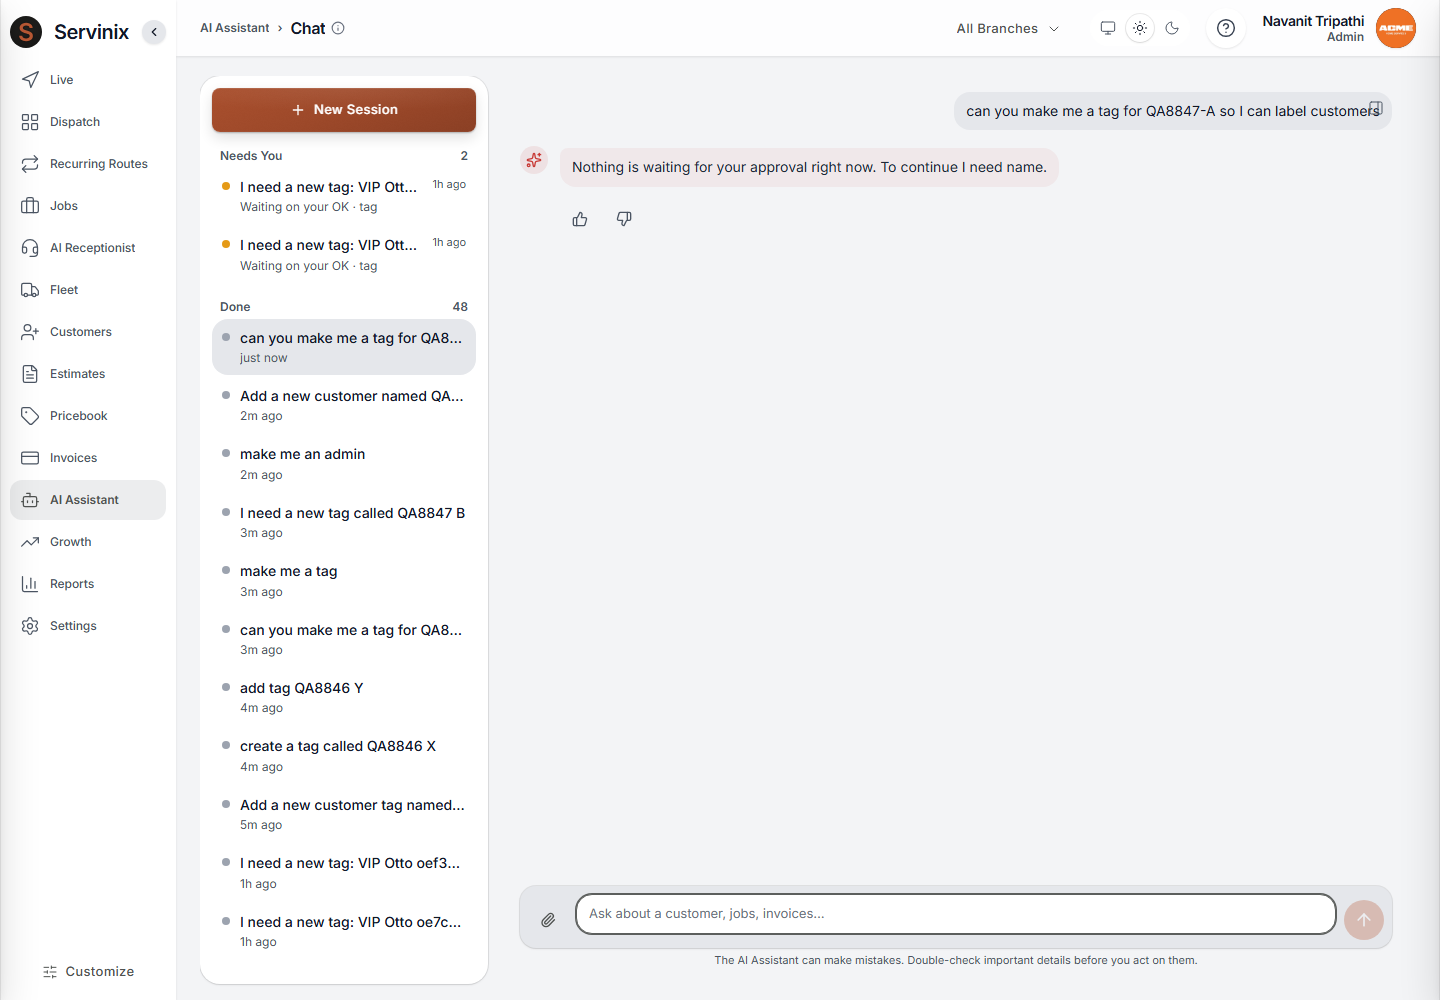 S
Servinix
Live
Dispatch
Recurring Routes
Jobs
AI Receptionist
Fleet
Customers
Estimates
Pricebook
Invoices
AI Assistant
Growth
Reports
Settings
Customize
AI Assistant › Chat
All Branches
Navanit Tripathi
Admin
ACME
+ New Session
Needs You 2
I need a new tag: VIP Ott... 1h ago
Waiting on your OK · tag
I need a new tag: VIP Ott... 1h ago
Waiting on your OK · tag
Done 48
can you make me a tag for QA8...
just now
Add a new customer named QA...
2m ago
make me an admin
2m ago
I need a new tag called QA8847 B
3m ago
make me a tag
3m ago
can you make me a tag for QA8...
3m ago
add tag QA8846 Y
4m ago
create a tag called QA8846 X
4m ago
Add a new customer tag named...
5m ago
I need a new tag: VIP Otto oef3...
1h ago
I need a new tag: VIP Otto oe7c...
1h ago
can you make me a tag for QA8847-A so I can label customers
Nothing is waiting for your approval right now. To continue I need name.
Ask about a customer, jobs, invoices...
The AI Assistant can make mistakes. Double-check important details before you act on them.